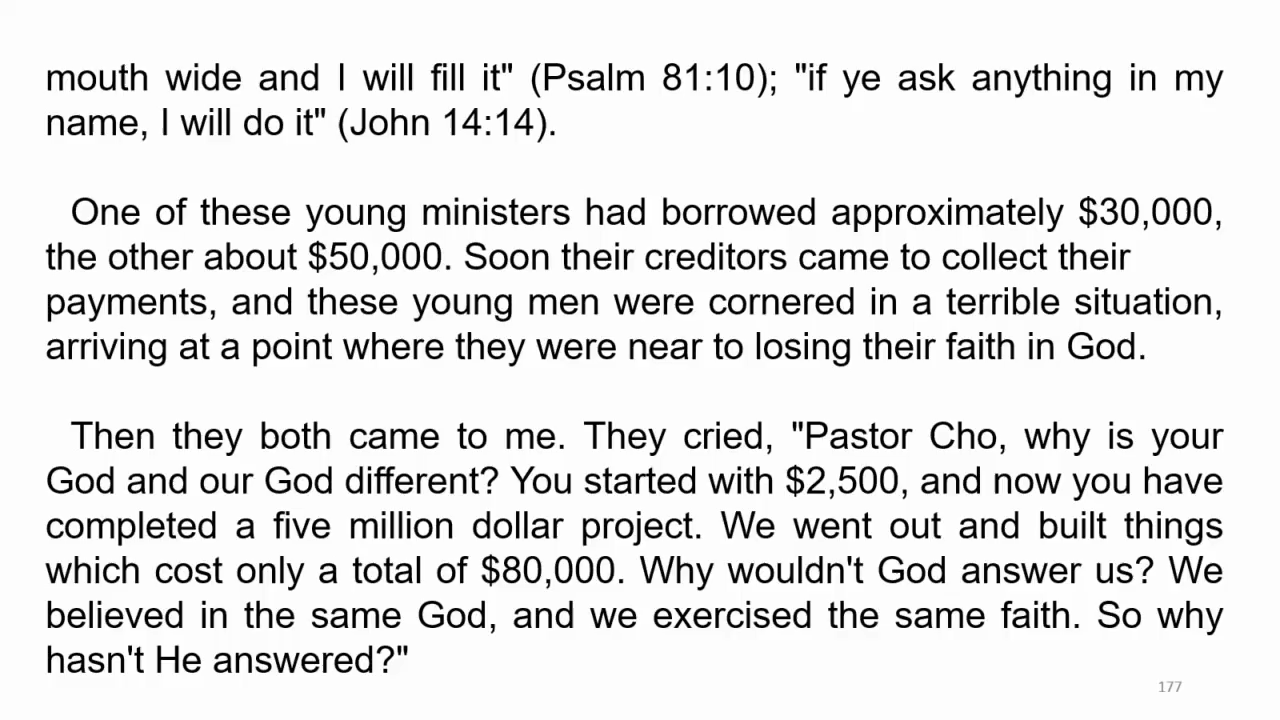 mouth wide and I will fill it" (Psalm 81:10); "if ye ask anything in my
name, I will do it" (John 14:14).
One of these young ministers had borrowed approximately $30,000,
the other about $50,000. Soon their creditors came to collect their
payments, and these young men were cornered in a terrible situation,
arriving at a point where they were near to losing their faith in God.
Then they both came to me. They cried, "Pastor Cho, why is your
God and our God different? You started with $2,500, and now you have
completed a five million dollar project. We went out and built things
which cost only a total of $80,000. Why wouldn't God answer us? We
believed in the same God, and we exercised the same faith. So why
hasn't He answered?"
177